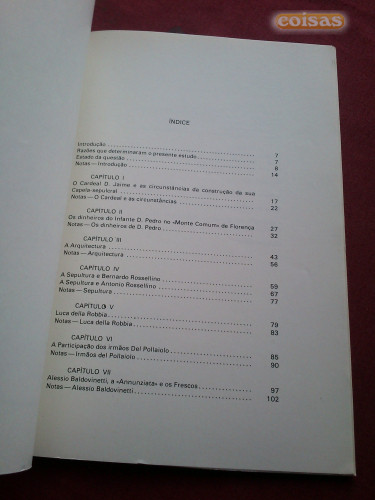 coisas
ÍNDICE
Introdução 7
Razões que determinaram o presente estudo 7
Estado da questão 8
Notas — Introdução 14
CAPÍTULO I
O Cardeal D. Jaime e as circunstâncias da construção da sua
Capela-sepulcral 17
Notas — O Cardeal e as circunstâncias 22
CAPÍTULO II
Os dinheiros do Infante D. Pedro no «Monte Comum» de Florença 27
Notas — Os dinheiros de D. Pedro 32
CAPÍTULO III
A Arquitectura 43
Notas — Arquitectura 56
CAPÍTULO IV
A Sepultura e Bernardo Rossellino 59
A Sepultura e Antonio Rossellino 67
Notas — Sepultura 77
CAPÍTULO V
Luca della Robbia 79
Notas — Luca della Robbia 83
CAPÍTULO VI
A Participação dos irmãos Del Pollaiolo 85
Notas — Irmãos del Pollaiolo 90
CAPÍTULO VII
Alessio Baldovinetti, a «Annunziata» e os Frescos 97
Notas — Alessio Baldovinetti 102